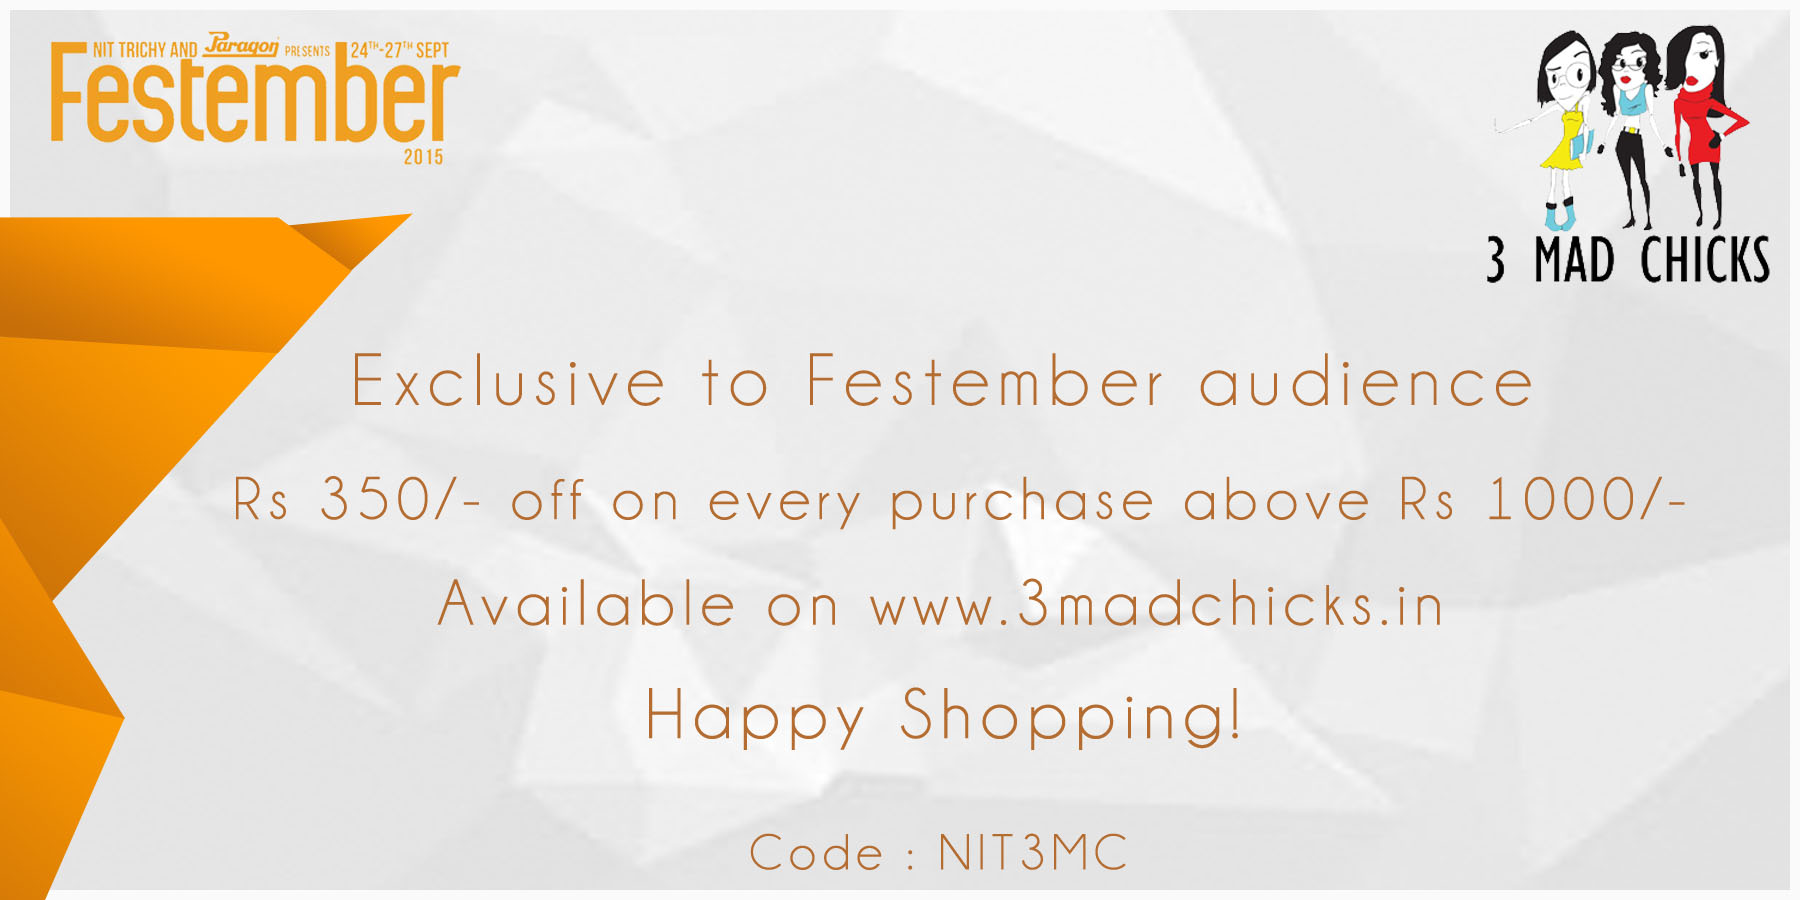 NIT TRICHY AND Paragon PRESENTS 24TH-27TH SEPT
Festember
2015
3 MAD CHICKS
Exclusive to Festember audience
Rs 350/- off on every purchase above Rs 1000/-
Available on www.3madchicks.in
Happy Shopping!
Code : NIT3MC